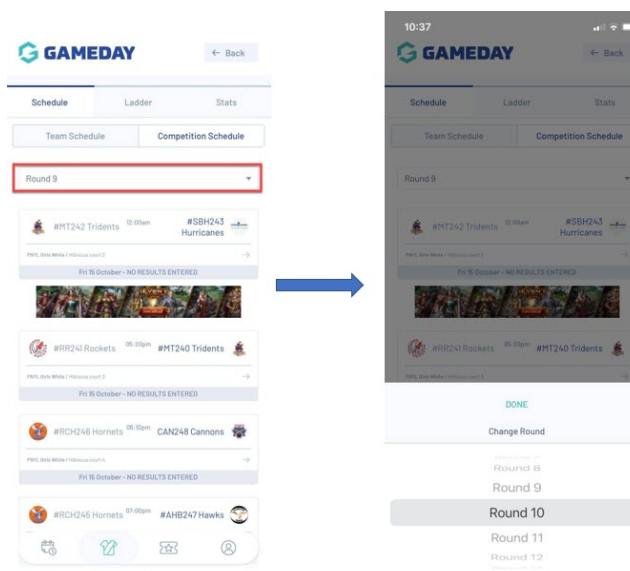 GAMEDAY
← Back
Schedule Ladder Stats
Team Schedule Competition Schedule
Round 9
#MT242 Tridents 12:00am #SBH243 Hurricanes
Fri 15 October - NO RESULTS ENTERED
#RR241 Rockets 05:20pm #MT240 Tridents
Fri 15 October - NO RESULTS ENTERED
#RCH246 Hornets 06:10pm CAN248 Cannons
Fri 15 October - NO RESULTS ENTERED
#RCH245 Hornets 07:00pm #AHB247 Hawks
10:37
GAMEDAY
← Back
Schedule Ladder Stats
Team Schedule Competition Schedule
Round 9
#MT242 Tridents 12:00am #SBH243 Hurricanes
Fri 15 October - NO RESULTS ENTERED
#RR241 Rockets 05:20pm #MT240 Tridents
DONE
Change Round
Round 8
Round 9
Round 10
Round 11
Round 12